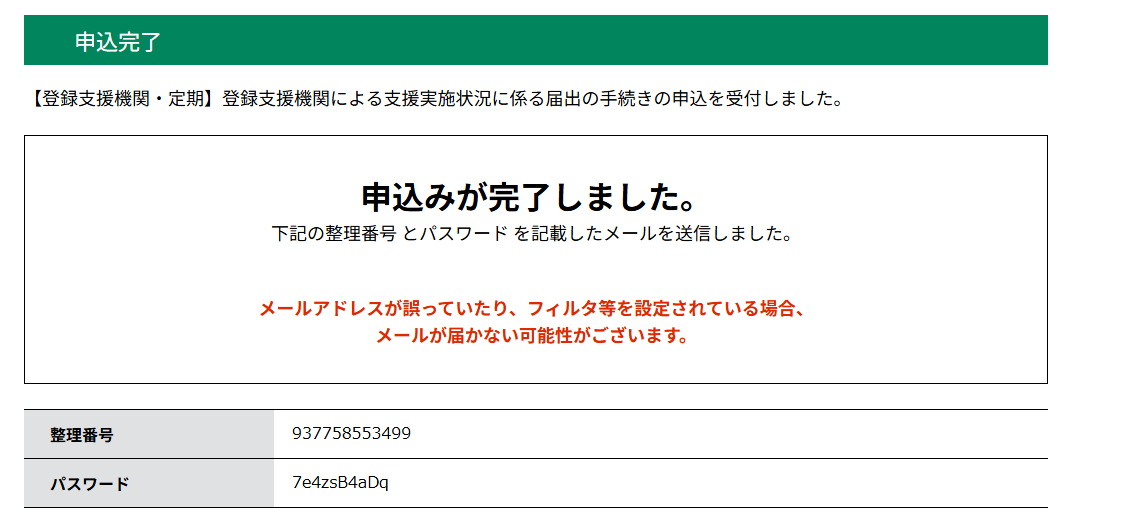 申込完了
【登録支援機関・定期】登録支援機関による支援実施状況に係る届出の手続きの申込を受付しました。
申込みが完了しました。
下記の整理番号 とパスワード を記載したメールを送信しました。
メールアドレスが誤っていたり、フィルタ等を設定されている場合、
メールが届かない可能性がございます。
整理番号 937758553499
パスワード 7e4zsB4aDq